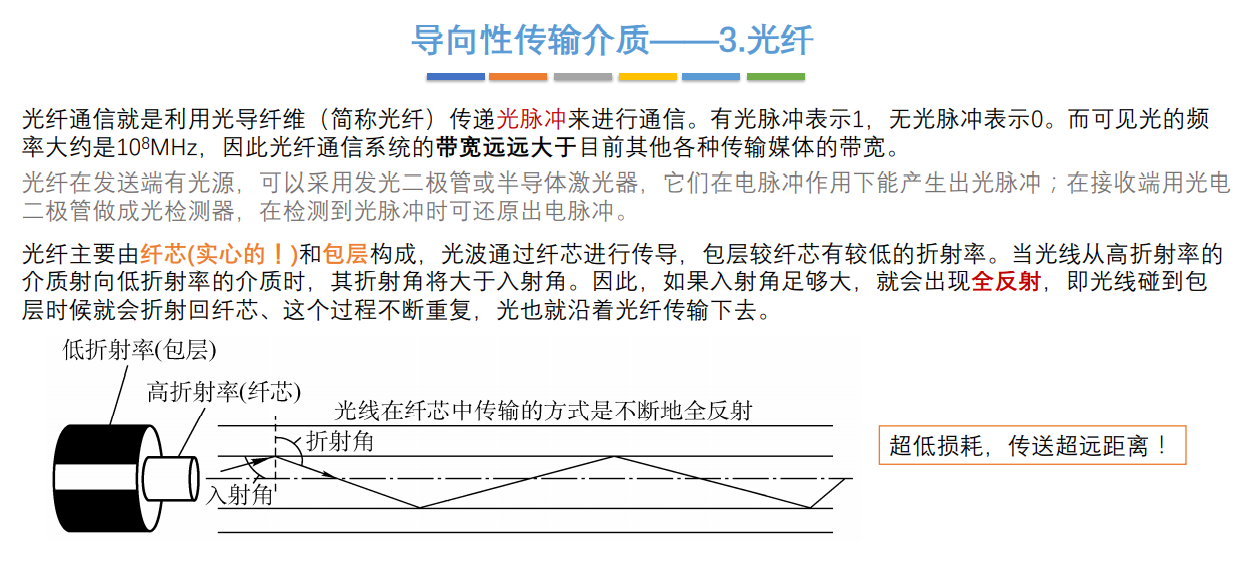 导向性传输介质——3.光纤
光纤通信就是利用光导纤维（简称光纤）传递光脉冲来进行通信。有光脉冲表示1，无光脉冲表示0。而可见光的频
率大约是10⁸MHz，因此光纤通信系统的带宽远远大于目前其他各种传输媒体的带宽。
光纤在发送端有光源，可以采用发光二极管或半导体激光器，它们在电脉冲作用下能产生出光脉冲；在接收端用光电
二极管做成光检测器，在检测到光脉冲时可还原出电脉冲。
光纤主要由纤芯(实心的！)和包层构成，光波通过纤芯进行传导，包层较纤芯有较低的折射率。当光线从高折射率的
介质射向低折射率的介质时，其折射角将大于入射角。因此，如果入射角足够大，就会出现全反射，即光线碰到包
层时候就会折射回纤芯、这个过程不断重复，光也就沿着光纤传输下去。
低折射率(包层)
高折射率(纤芯)
光线在纤芯中传输的方式是不断地全反射
折射角
入射角
超低损耗，传送超远距离！